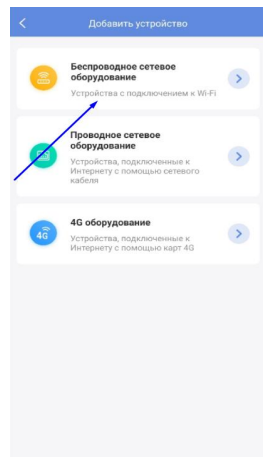 Добавить устройство
Беспроводное сетевое
оборудование
Устройства с подключением к Wi-Fi
Проводное сетевое
оборудование
Устройства, подключенные к
Интернету с помощью сетевого
кабеля
4G оборудование
4G
Устройства, подключенные к
Интернету с помощью карт 4G